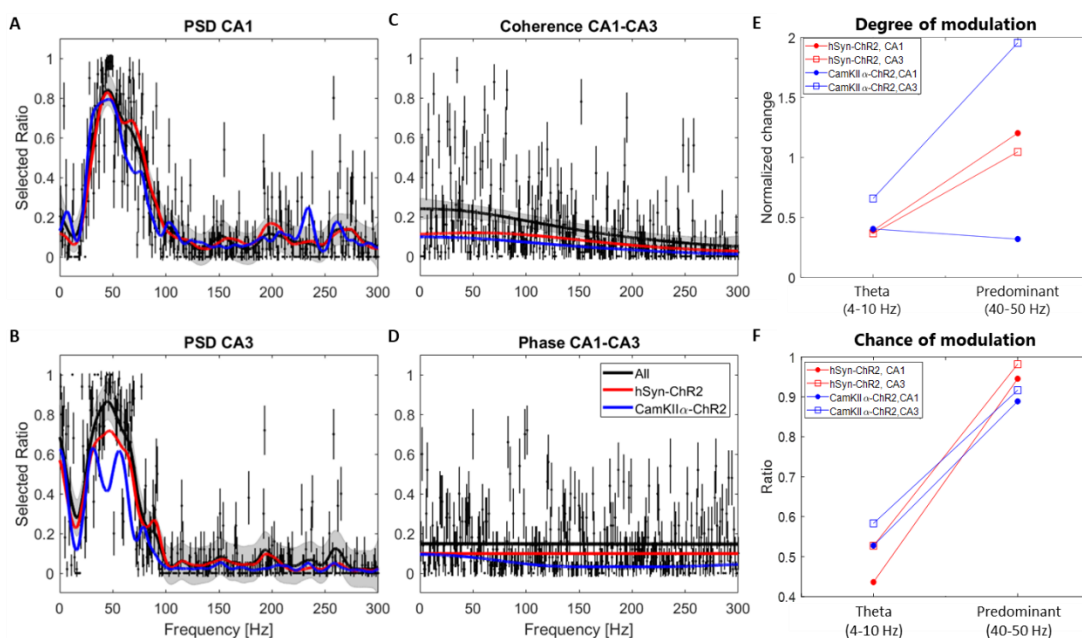 A
PSD CA1
Selected Ratio
1
0.8
0.6
0.4
0.2
0
0 50 100 150 200 250 300
B
PSD CA3
Selected Ratio
1
0.8
0.6
0.4
0.2
0
0 50 100 150 200 250 300
Frequency [Hz]
C
Coherence CA1-CA3
1
0.8
0.6
0.4
0.2
0
0 50 100 150 200 250 300
D
Phase CA1-CA3
All
hSyn-ChR2
CamKIIα-ChR2
1
0.8
0.6
0.4
0.2
0
0 50 100 150 200 250 300
Frequency [Hz]
E
Degree of modulation
hSyn-ChR2, CA1
hSyn-ChR2, CA3
CamKIIα-ChR2,CA1
CamKIIα-ChR2,CA3
Normalized change
2
1.5
1
0.5
0
Theta Predominant
(4-10 Hz) (40-50 Hz)
F
Chance of modulation
hSyn-ChR2, CA1
hSyn-ChR2, CA3
CamKIIα-ChR2,CA1
CamKIIα-ChR2,CA3
Ratio
1
0.9
0.8
0.7
0.6
0.5
0.4
Theta Predominant
(4-10 Hz) (40-50 Hz)